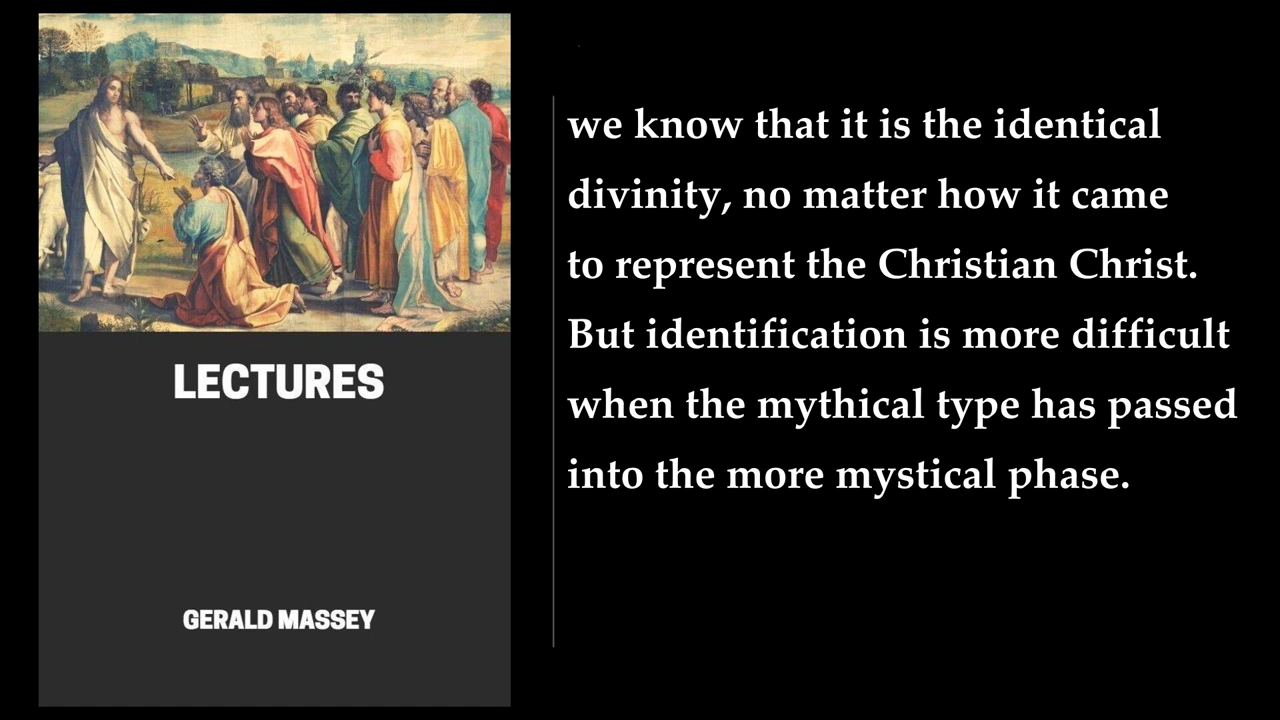 LECTURES
GERALD MASSEY
we know that it is the identical
divinity, no matter how it came
to represent the Christian Christ.
But identification is more difficult
when the mythical type has passed
into the more mystical phase.